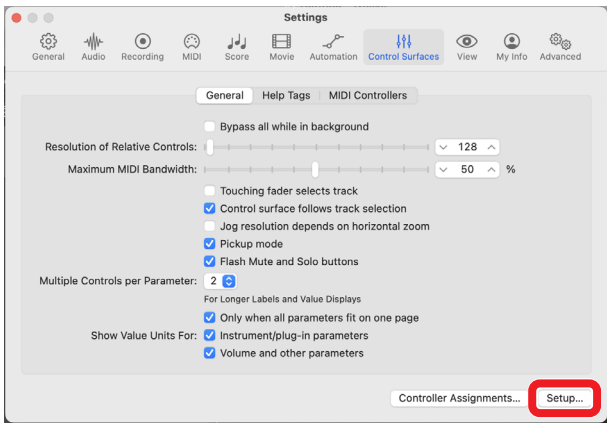 Settings
General Audio Recording MIDI Score Movie Automation Control Surfaces View My Info Advanced
General Help Tags MIDI Controllers
Bypass all while in background
Resolution of Relative Controls: 128
Maximum MIDI Bandwidth: 50 %
Touching fader selects track
Control surface follows track selection
Jog resolution depends on horizontal zoom
Pickup mode
Flash Mute and Solo buttons
Multiple Controls per Parameter: 2
For Longer Labels and Value Displays
Only when all parameters fit on one page
Show Value Units For: Instrument/plug-in parameters
Volume and other parameters
Controller Assignments... Setup...